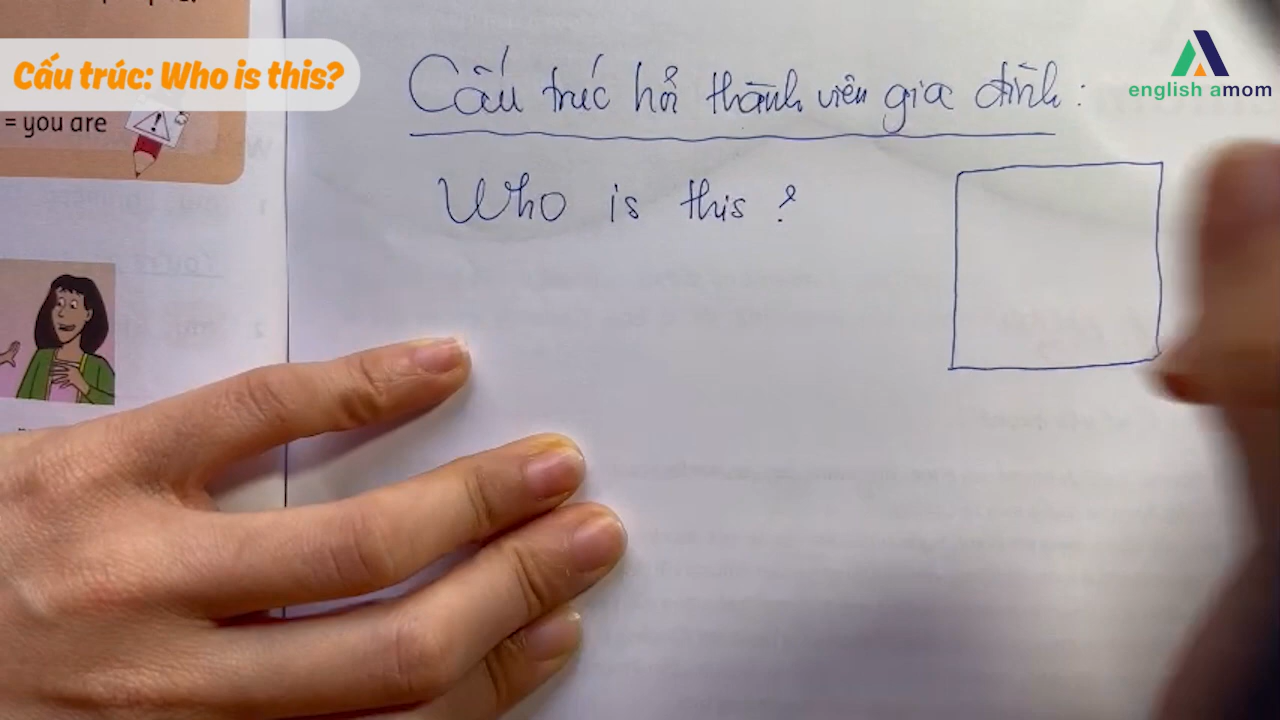 Cấu trúc: Who is this?
= you are
Cấu trúc hỏi thành viên gia đình :
Who is this ?
english amom